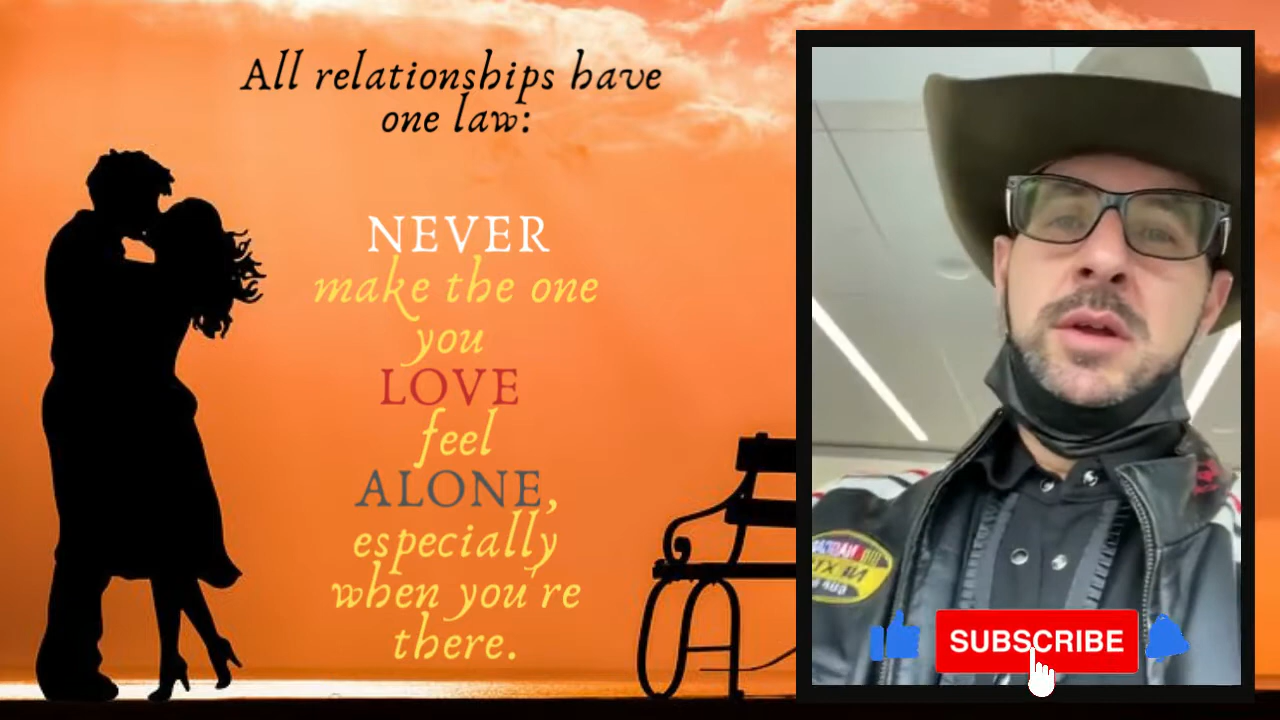 All relationships have
one law:
NEVER
make the one
you
LOVE
feel
ALONE,
especially
when you're
there.
SUBSCRIBE